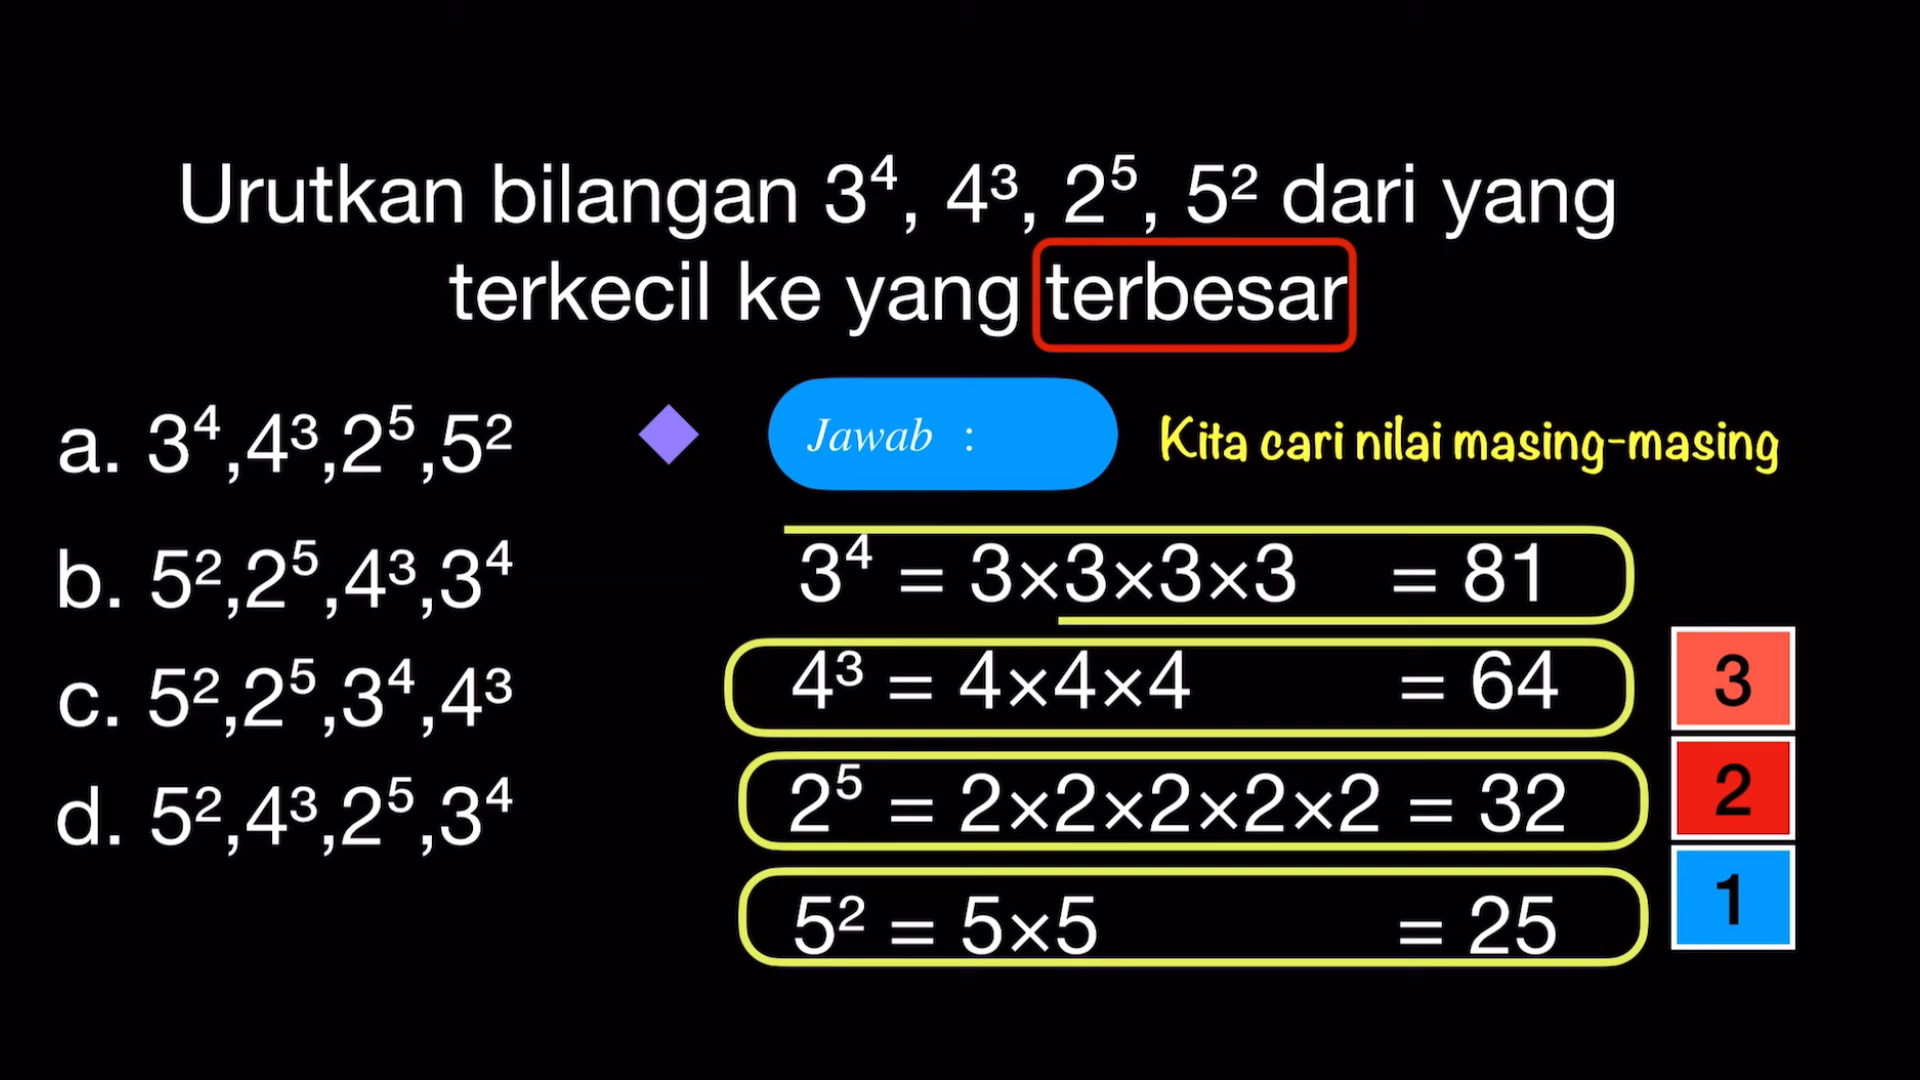 Urutkan bilangan 3⁴, 4³, 2⁵, 5² dari yang
terkecil ke yang terbesar
a. 3⁴,4³,2⁵,5²
b. 5²,2⁵,4³,3⁴
c. 5²,2⁵,3⁴,4³
d. 5²,4³,2⁵,3⁴
Jawab :
Kita cari nilai masing-masing
3⁴ = 3×3×3×3 = 81
4³ = 4×4×4 = 64
3
2⁵ = 2×2×2×2×2 = 32
2
5² = 5×5 = 25
1